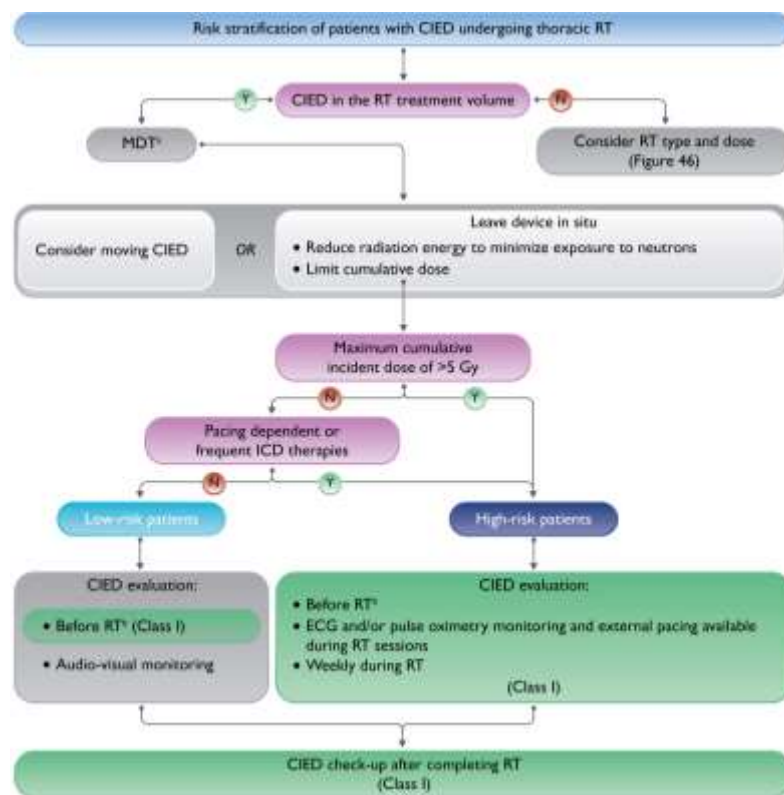 Risk stratification of patients with CIED undergoing thoracic RT
Y
CIED in the RT treatment volume
N
MDT
Consider RT type and dose
(Figure 46)
Consider moving CIED
OR
Leave device in situ
• Reduce radiation energy to minimize exposure to neutrons
• Limit cumulative dose
Maximum cumulative
incident dose of >5 Gy
N
Y
Pacing dependent or
frequent ICD therapies
N
Y
Low-risk patients
High-risk patients
CIED evaluation:
• Before RT (Class I)
• Audio-visual monitoring
CIED evaluation:
• Before RT
• ECG and/or pulse oximetry monitoring and external pacing available
during RT sessions
• Weekly during RT
(Class I)
CIED check-up after completing RT
(Class I)